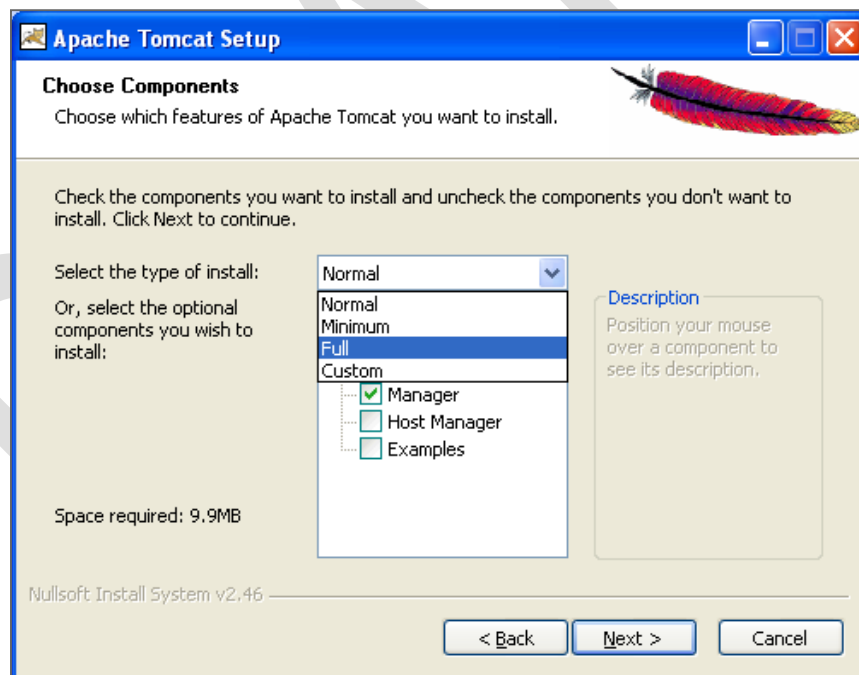 Apache Tomcat Setup
Choose Components
Choose which features of Apache Tomcat you want to install.
Check the components you want to install and uncheck the components you don't want to
install. Click Next to continue.
Select the type of install:
Normal
Or, select the optional
components you wish to
install:
Normal
Minimum
Full
Custom
Manager
Host Manager
Examples
Description
Position your mouse
over a component to
see its description.
Space required: 9.9MB
Nullsoft Install System v2.46
< Back
Next >
Cancel